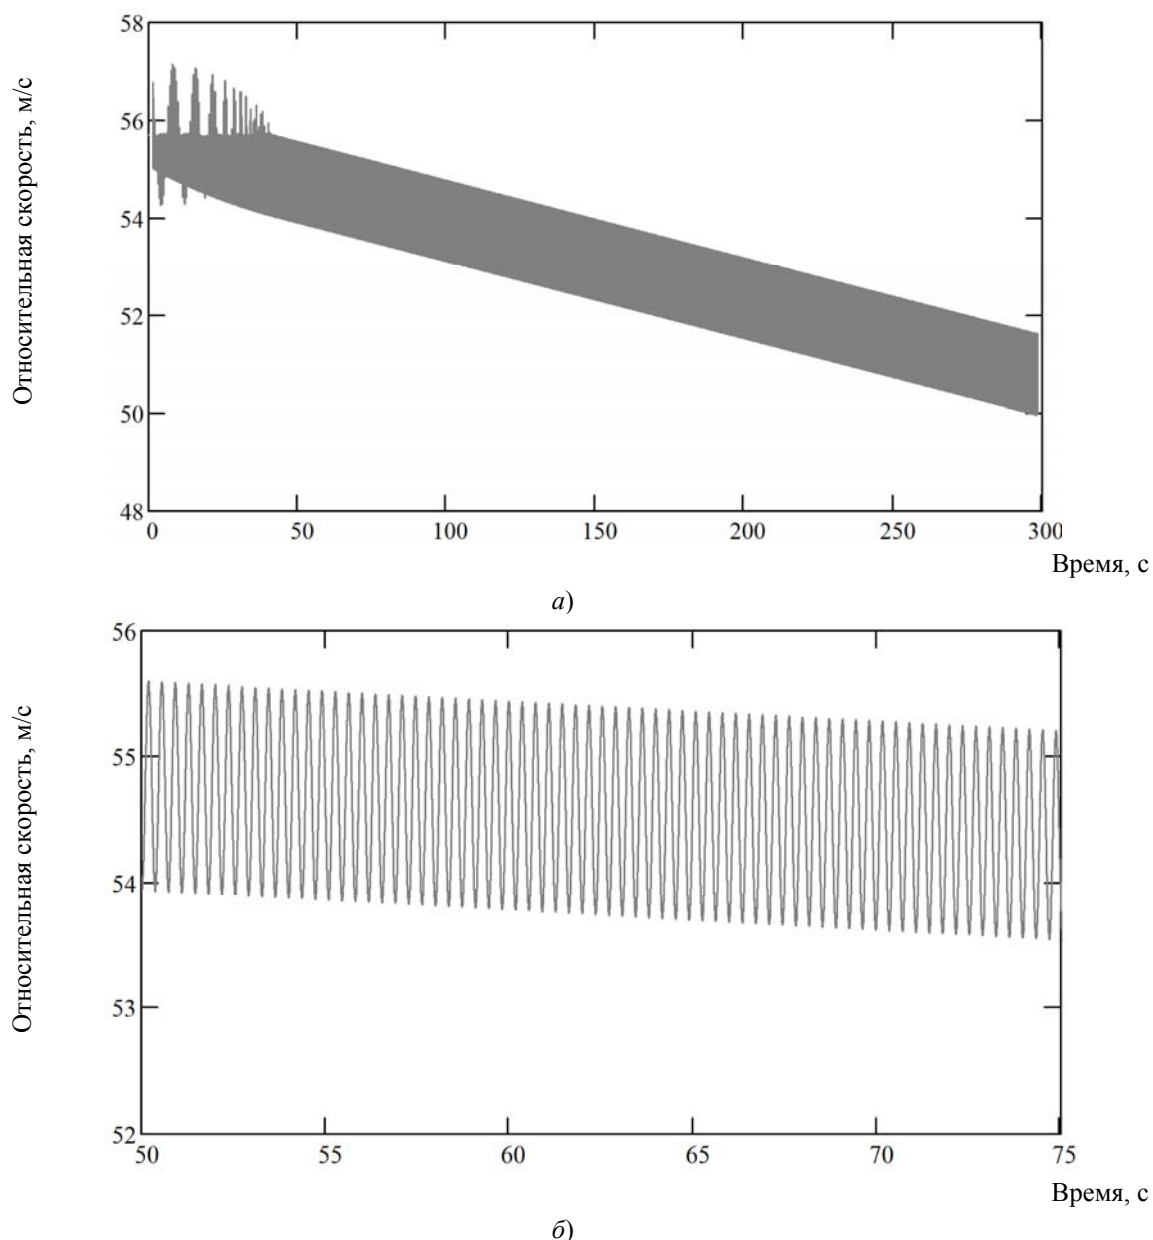 Относительная скорость, м/с
58
56
54
52
50
48
0 50 100 150 200 250 300
Время, с
а)
Относительная скорость, м/с
56
55
54
53
52
50 55 60 65 70 75
Время, с
б)